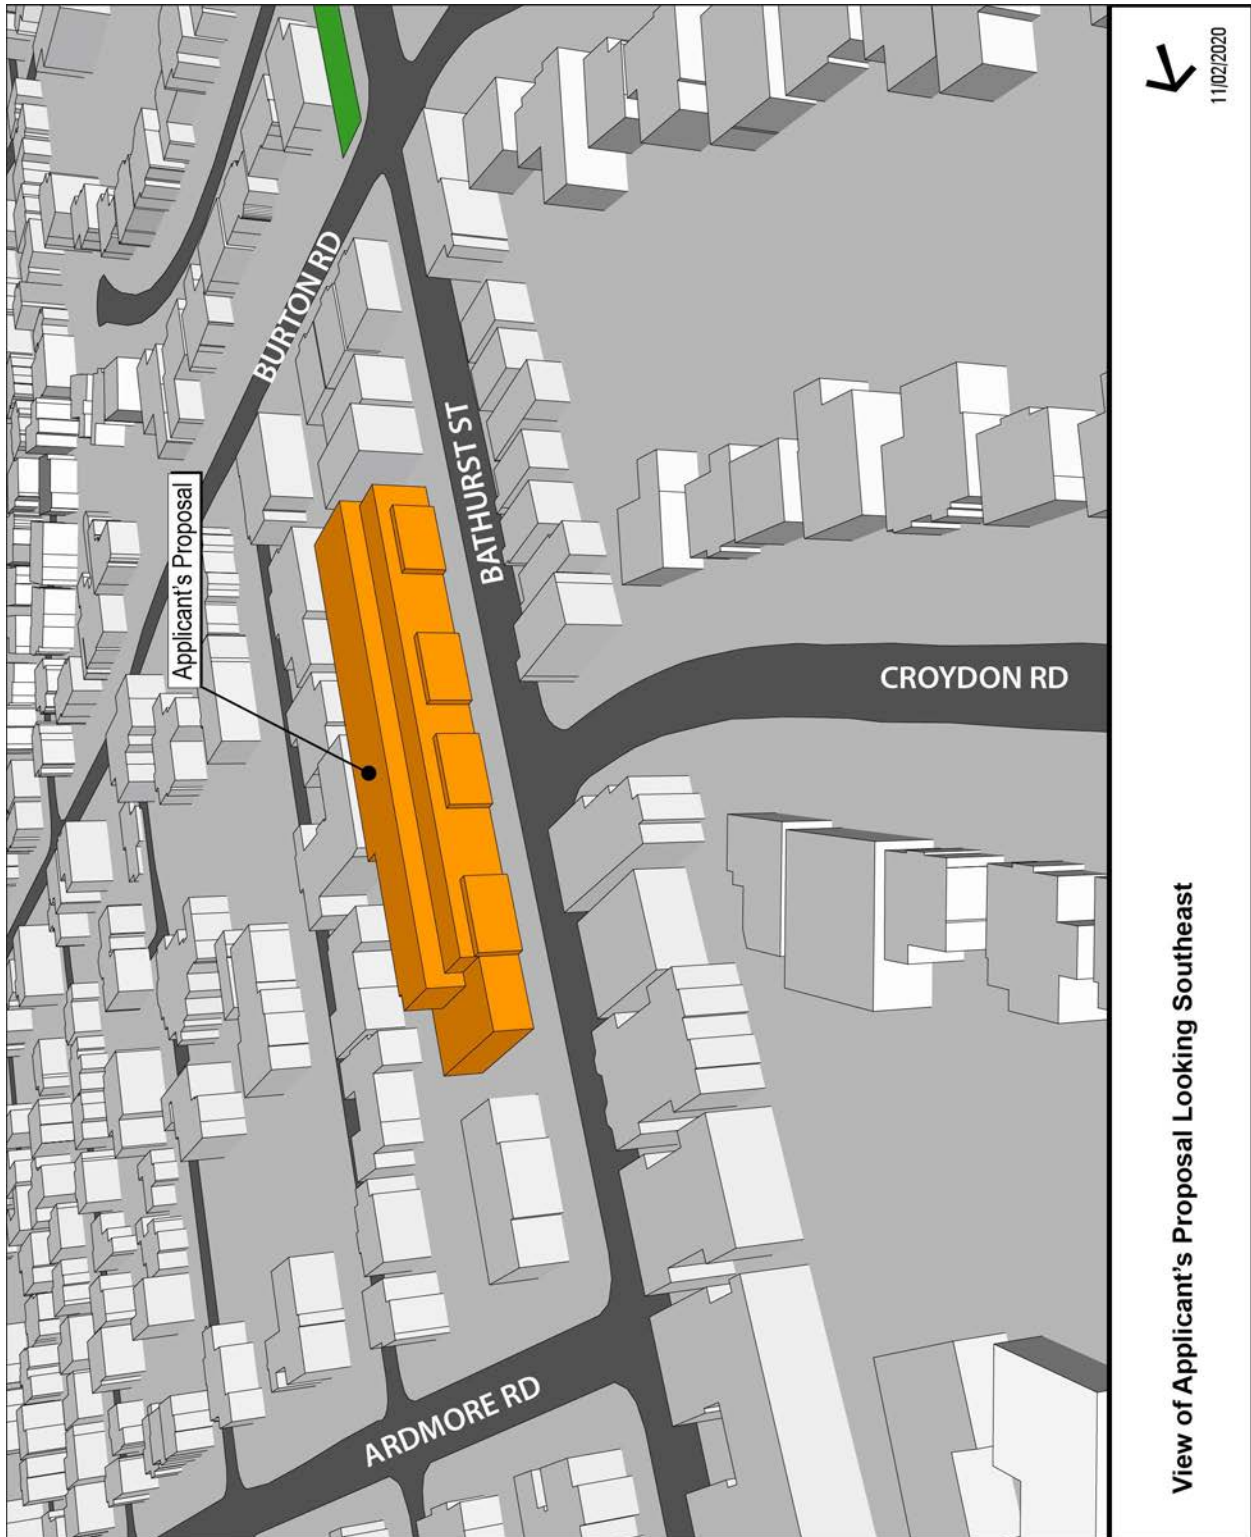 BURTON RD
Applicant's Proposal
BATHURST ST
CROYDON RD
ARDMORE RD
View of Applicant's Proposal Looking Southeast
11/02/2020